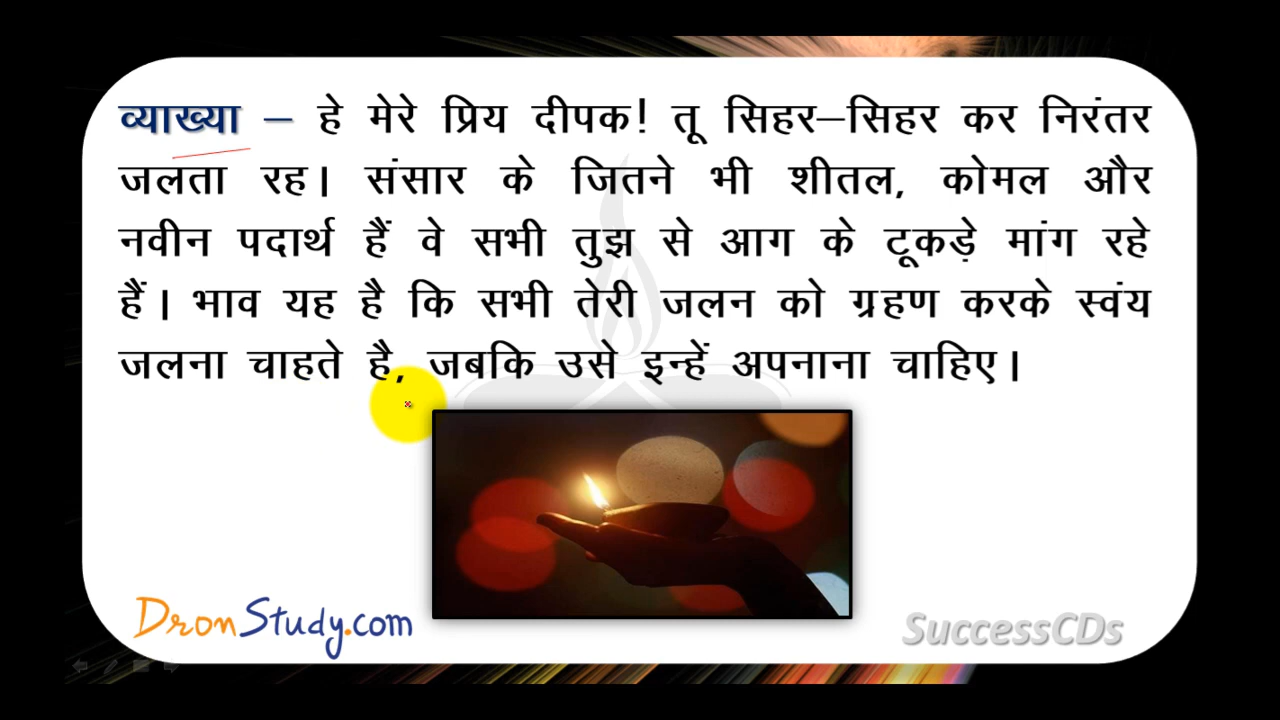 व्याख्या – हे मेरे प्रिय दीपक! तू सिहर–सिहर कर निरंतर
जलता रह। संसार के जितने भी शीतल, कोमल और
नवीन पदार्थ हैं वे सभी तुझ से आग के टूकड़े मांग रहे
हैं। भाव यह है कि सभी तेरी जलन को ग्रहण करके स्वंय
जलना चाहते है, जबकि उसे इन्हें अपनाना चाहिए।
DronStudy.com
SuccessCDs